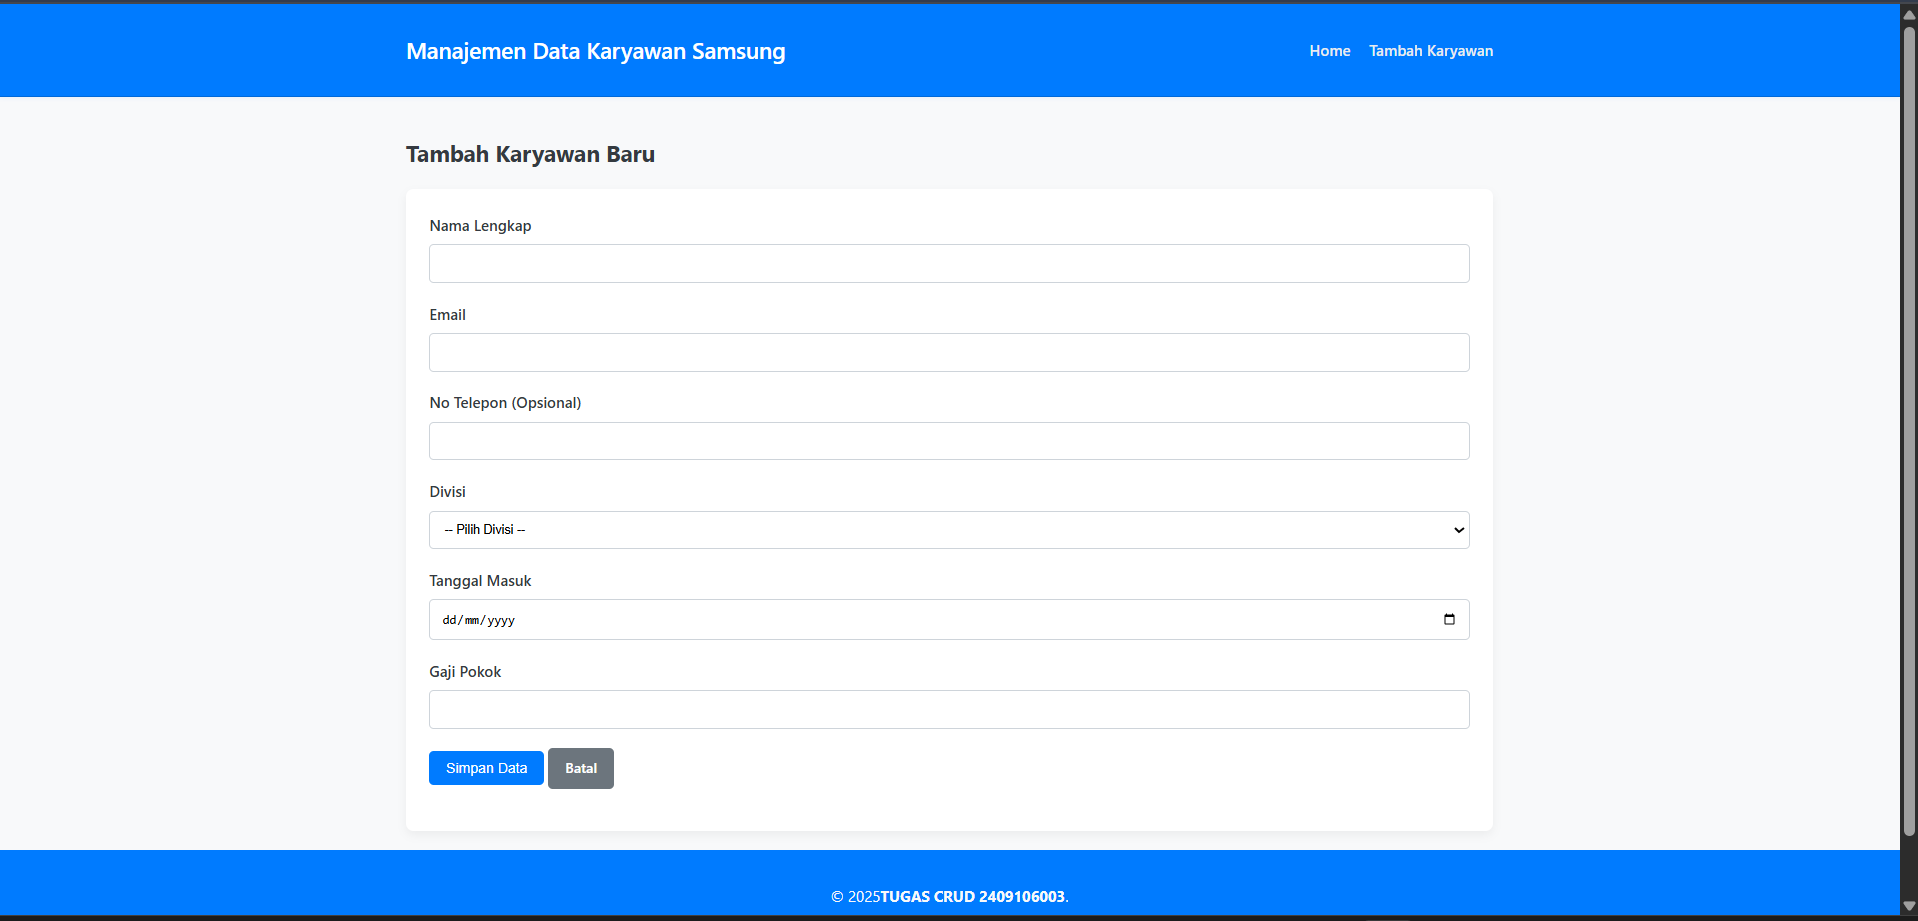 Manajemen Data Karyawan Samsung
Home Tambah Karyawan
Tambah Karyawan Baru
Nama Lengkap
Email
No Telepon (Opsional)
Divisi
-- Pilih Divisi --
Tanggal Masuk
dd/mm/yyyy
Gaji Pokok
Simpan Data Batal
© 2025TUGAS CRUD 2409106003.